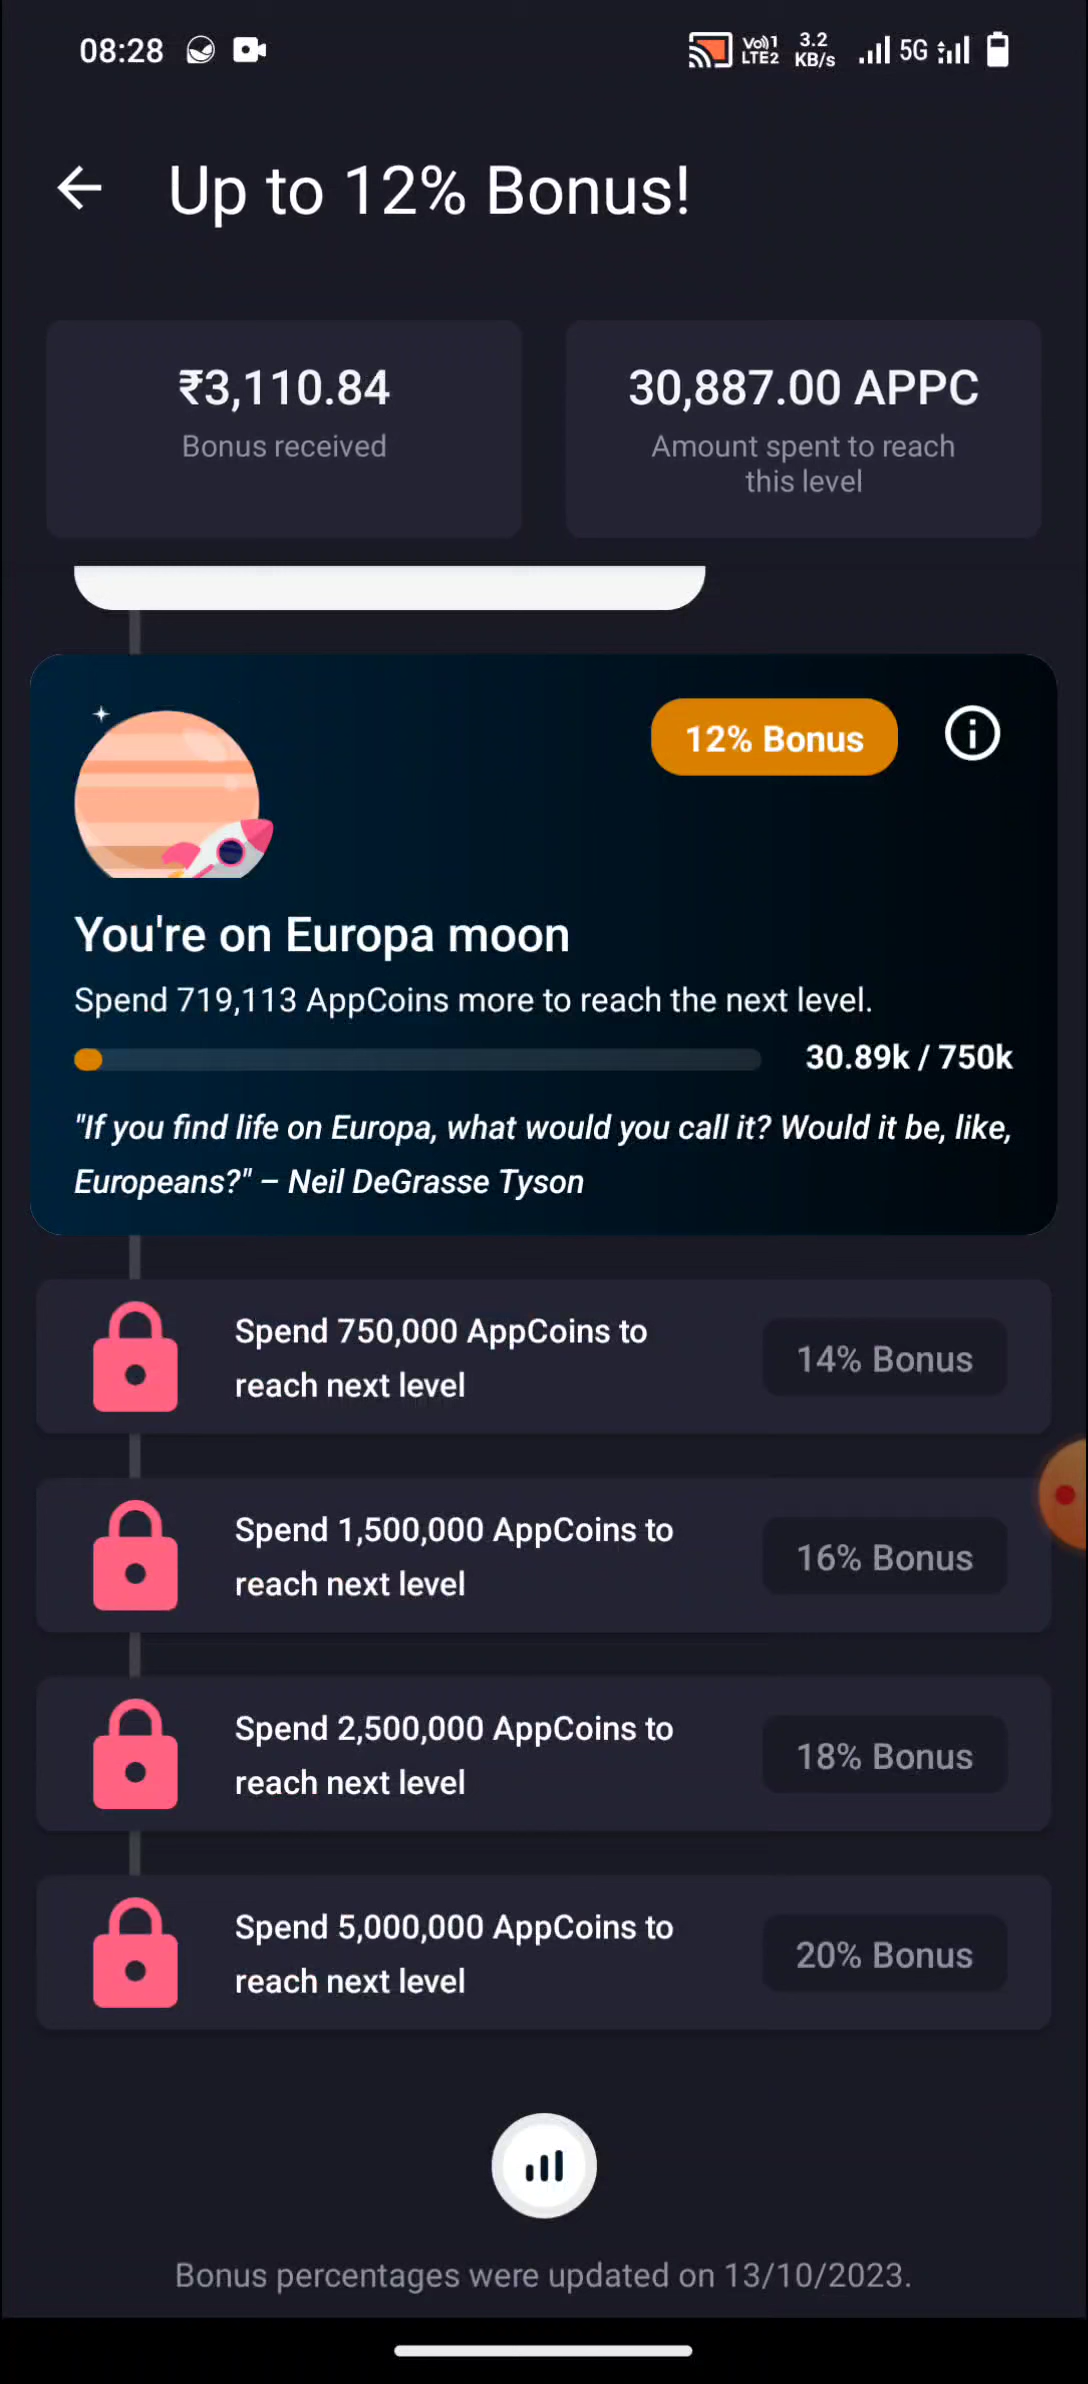 08:28
Vo)) 1
LTE2
3.2
KB/s
5G
Up to 12% Bonus!
₹3,110.84
Bonus received
30,887.00 APPC
Amount spent to reach
this level
12% Bonus
You're on Europa moon
Spend 719,113 AppCoins more to reach the next level.
30.89k / 750k
"If you find life on Europa, what would you call it? Would it be, like,
Europeans?" – Neil DeGrasse Tyson
Spend 750,000 AppCoins to
reach next level
14% Bonus
Spend 1,500,000 AppCoins to
reach next level
16% Bonus
Spend 2,500,000 AppCoins to
reach next level
18% Bonus
Spend 5,000,000 AppCoins to
reach next level
20% Bonus
Bonus percentages were updated on 13/10/2023.